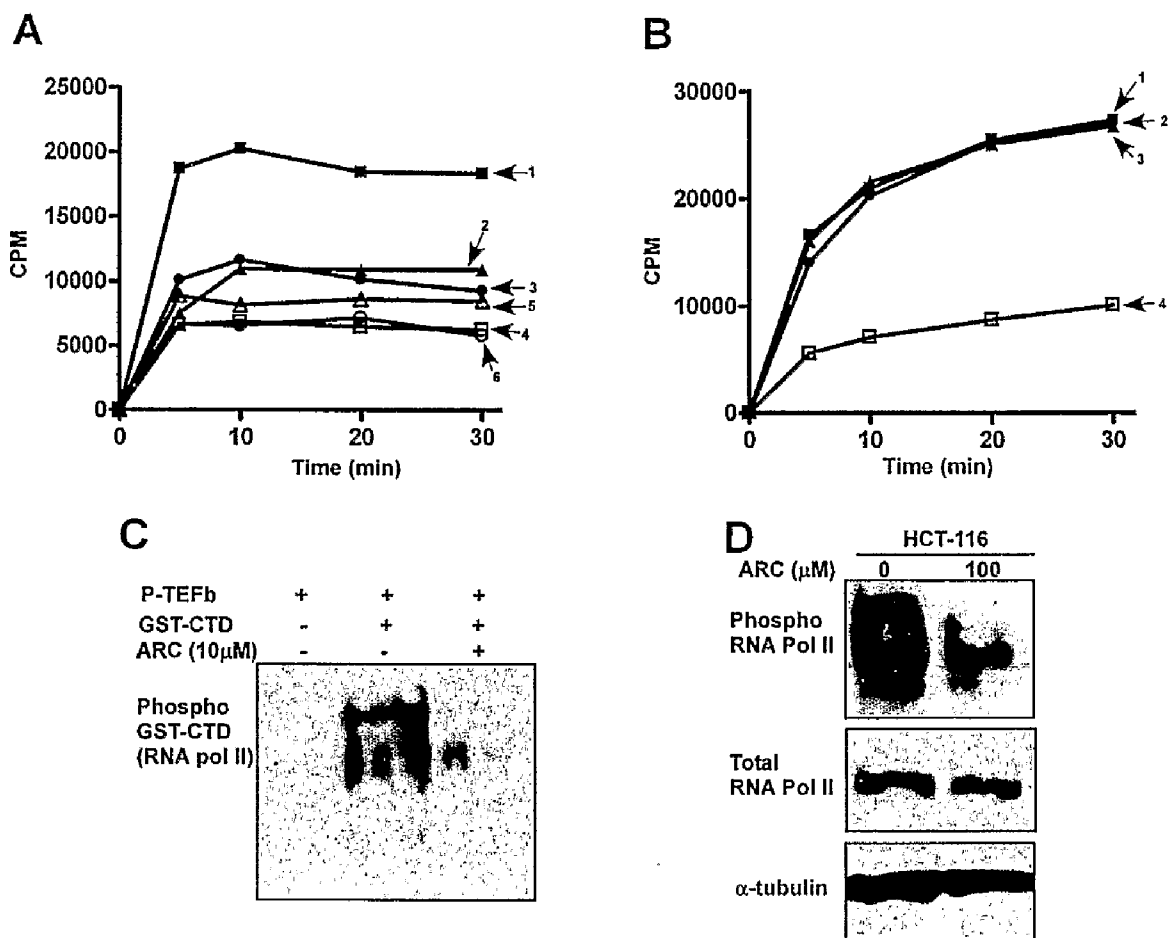 A
25000
20000
15000
10000
5000
0
CPM
0 10 20 30
Time (min)
1
2
3
5
4
6
B
30000
20000
10000
0
CPM
0 10 20 30
Time (min)
1
2
3
4
C
P-TEFb + + +
GST-CTD - + +
ARC (10µM) - - +
Phospho
GST-CTD
(RNA pol II)
D
HCT-116
ARC (µM) 0 100
Phospho
RNA Pol II
Total
RNA Pol II
α-tubulin